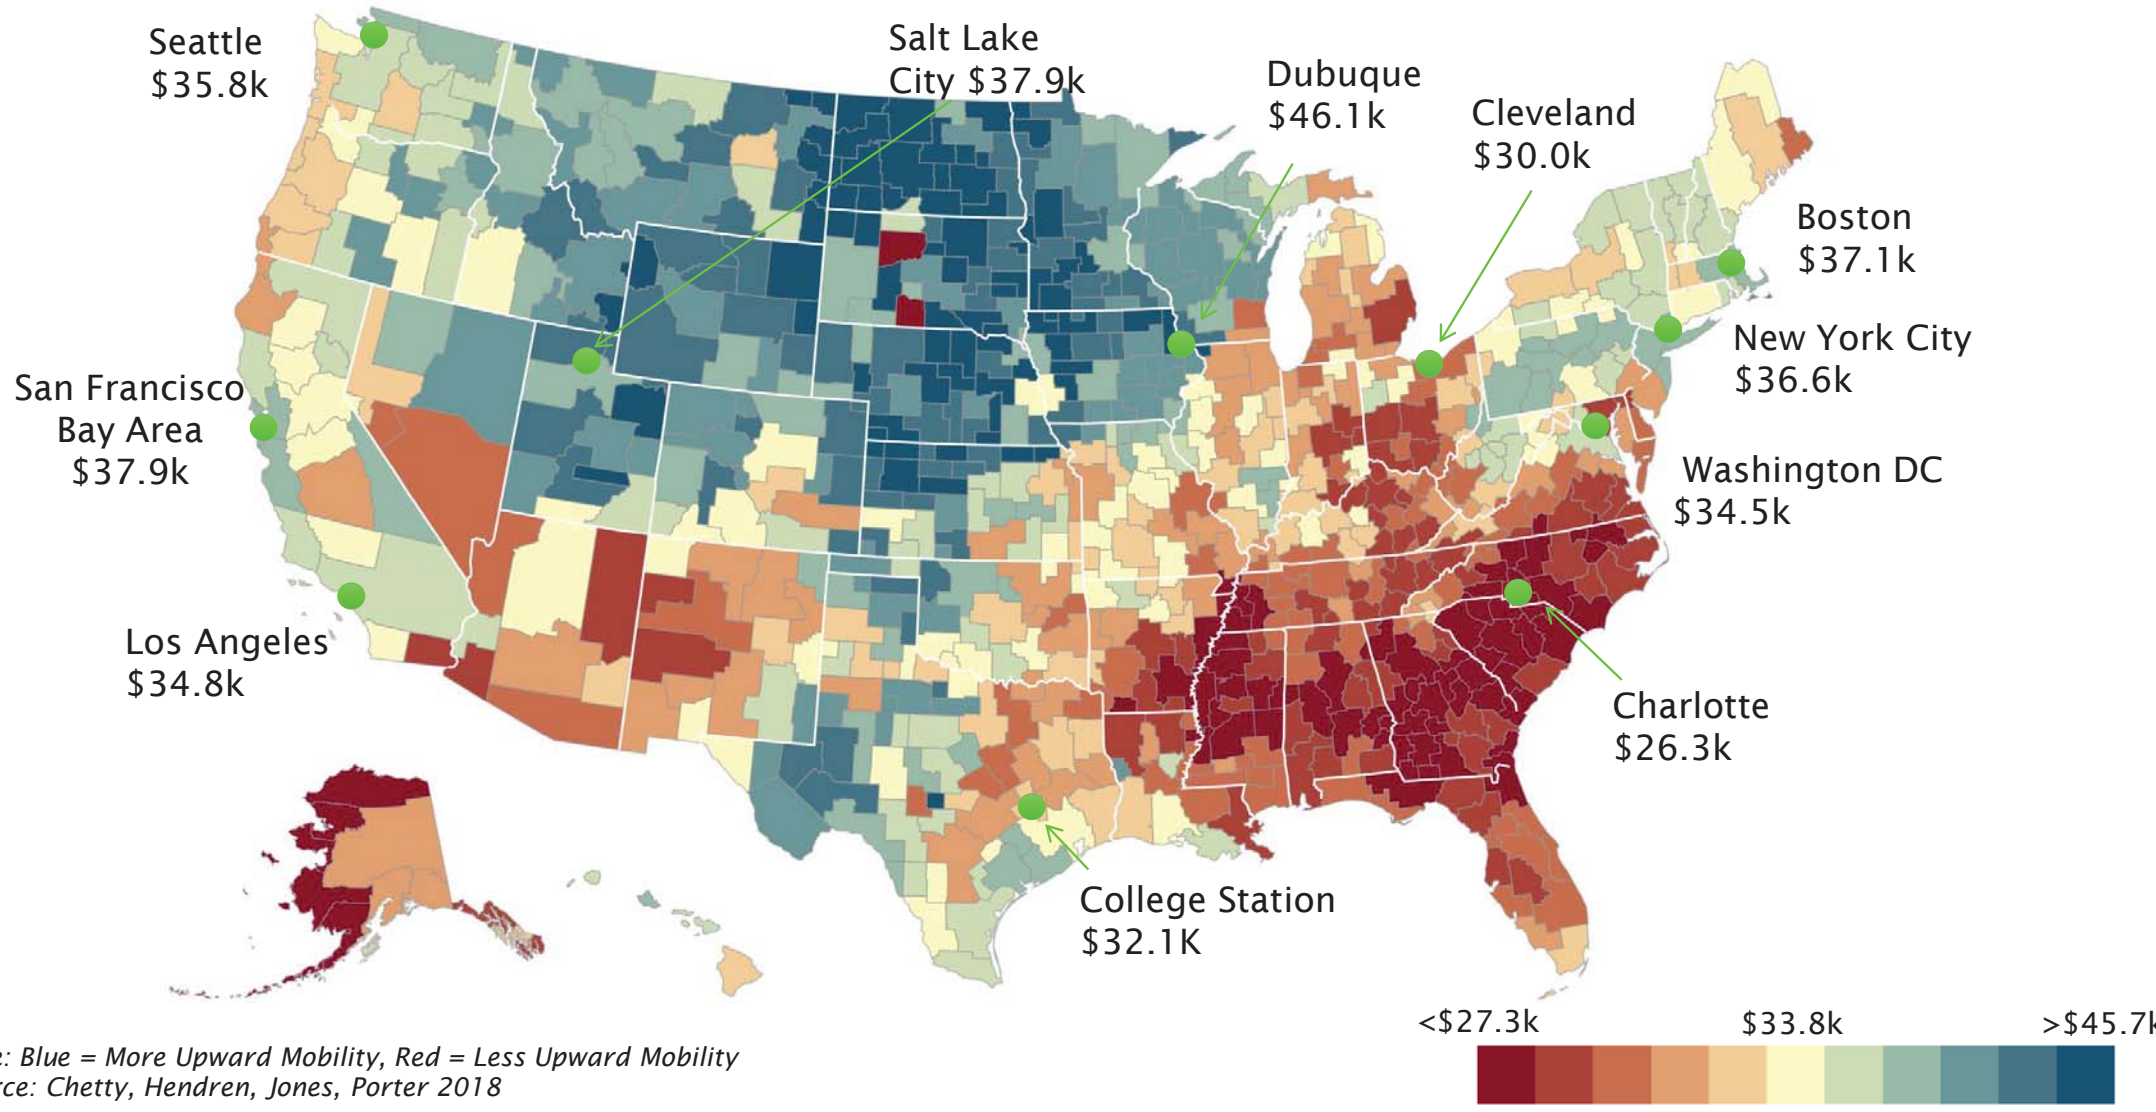 Seattle
$35.8k
Salt Lake
City $37.9k
Dubuque
$46.1k
Cleveland
$30.0k
Boston
$37.1k
New York City
$36.6k
San Francisco
Bay Area
$37.9k
Washington DC
$34.5k
Los Angeles
$34.8k
Charlotte
$26.3k
College Station
$32.1K
<$27.3k $33.8k >$45.7k
: Blue = More Upward Mobility, Red = Less Upward Mobility
Chetty, Hendren, Jones, Porter 2018